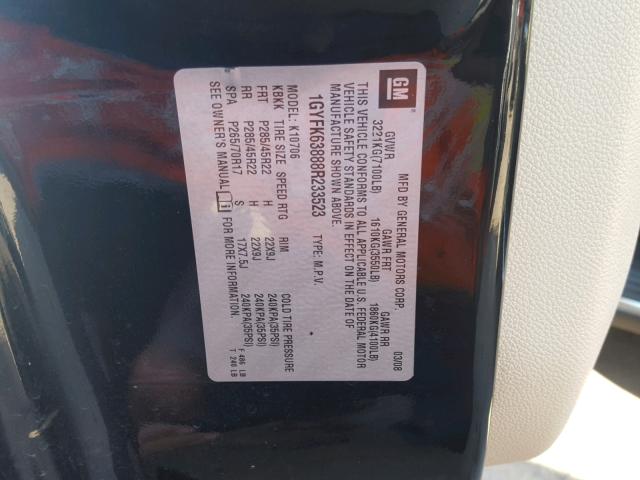 GM
MFD BY GENERAL MOTORS CORP. 03/08
GVWR GAWR FRT GAWR RR
3221KG(7100LB) 1610KG(3550LB) 1860KG(4100LB)
THIS VEHICLE CONFORMS TO ALL APPLICABLE U.S. FEDERAL MOTOR
VEHICLE SAFETY STANDARDS IN EFFECT ON THE DATE OF
MANUFACTURE SHOWN ABOVE.
1GYFK63888R233523 TYPE: M.P.V.
MODEL: K10706
KBKK TIRE SIZE SPEED RTG RIM COLD TIRE PRESSURE
FRT P285/45R22 H 22X9J 240KPA(35PSI)
RR P285/45R22 H 22X9J 240KPA(35PSI)
SPA P265/70R17 S 17X7.5J 240KPA(35PSI)
SEE OWNER'S MANUAL i FOR MORE INFORMATION.
F 486 LB
T 240 LB